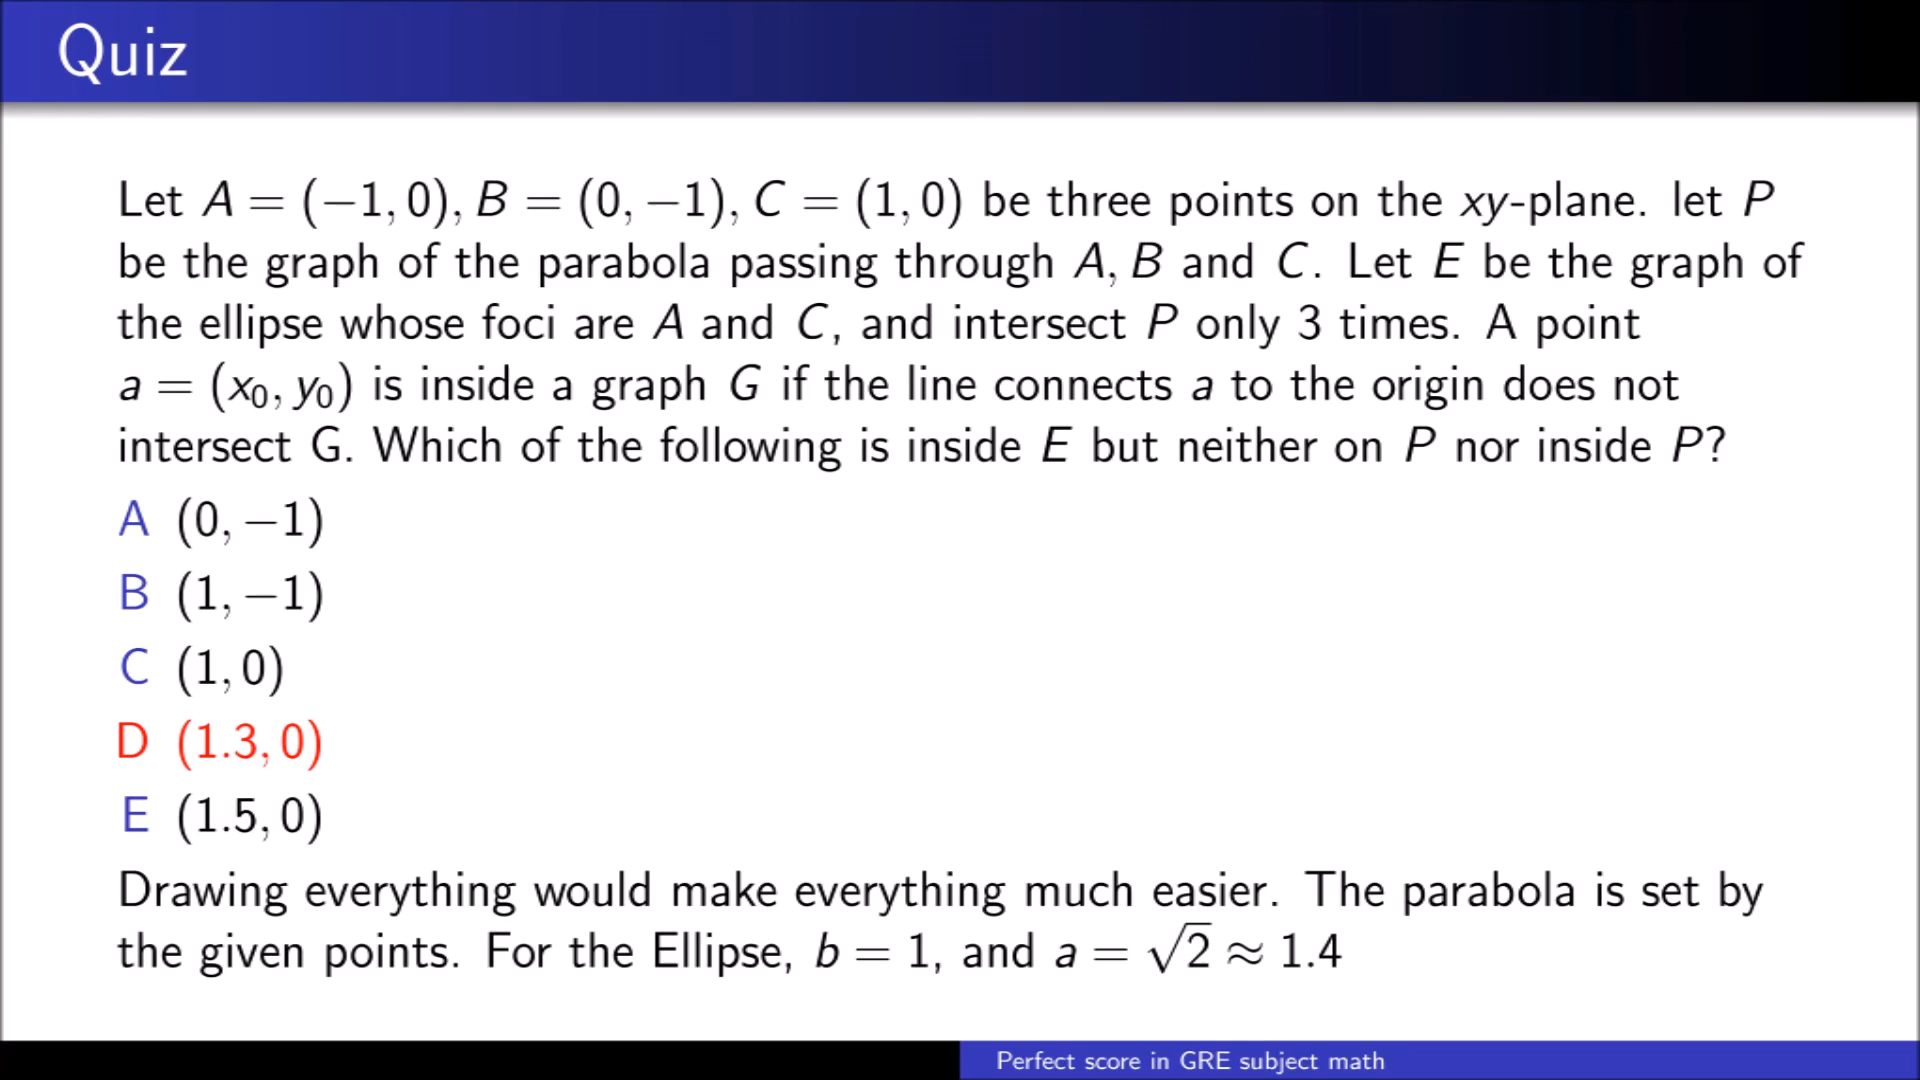 Quiz
Let A = (−1, 0), B = (0, −1), C = (1, 0) be three points on the xy-plane. let P
be the graph of the parabola passing through A, B and C. Let E be the graph of
the ellipse whose foci are A and C, and intersect P only 3 times. A point
a = (x₀, y₀) is inside a graph G if the line connects a to the origin does not
intersect G. Which of the following is inside E but neither on P nor inside P?
A (0, −1)
B (1, −1)
C (1, 0)
D (1.3, 0)
E (1.5, 0)
Drawing everything would make everything much easier. The parabola is set by
the given points. For the Ellipse, b = 1, and a = √2 ≈ 1.4
Perfect score in GRE subject math